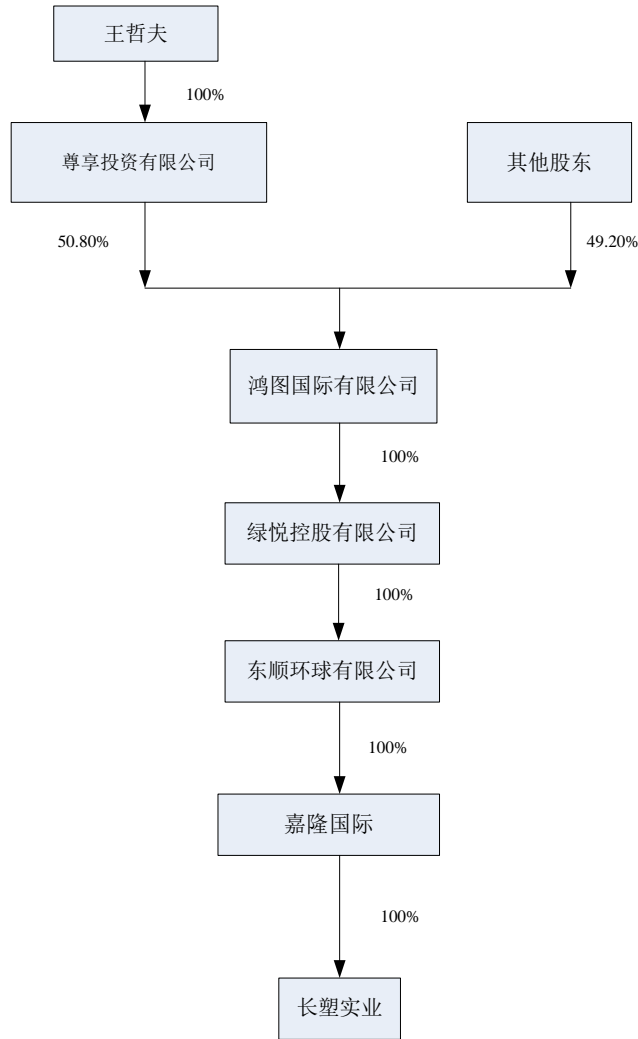 王哲夫
100%
尊享投资有限公司
其他股东
50.80%
49.20%
鸿图国际有限公司
100%
绿悦控股有限公司
100%
东顺环球有限公司
100%
嘉隆国际
100%
长塑实业